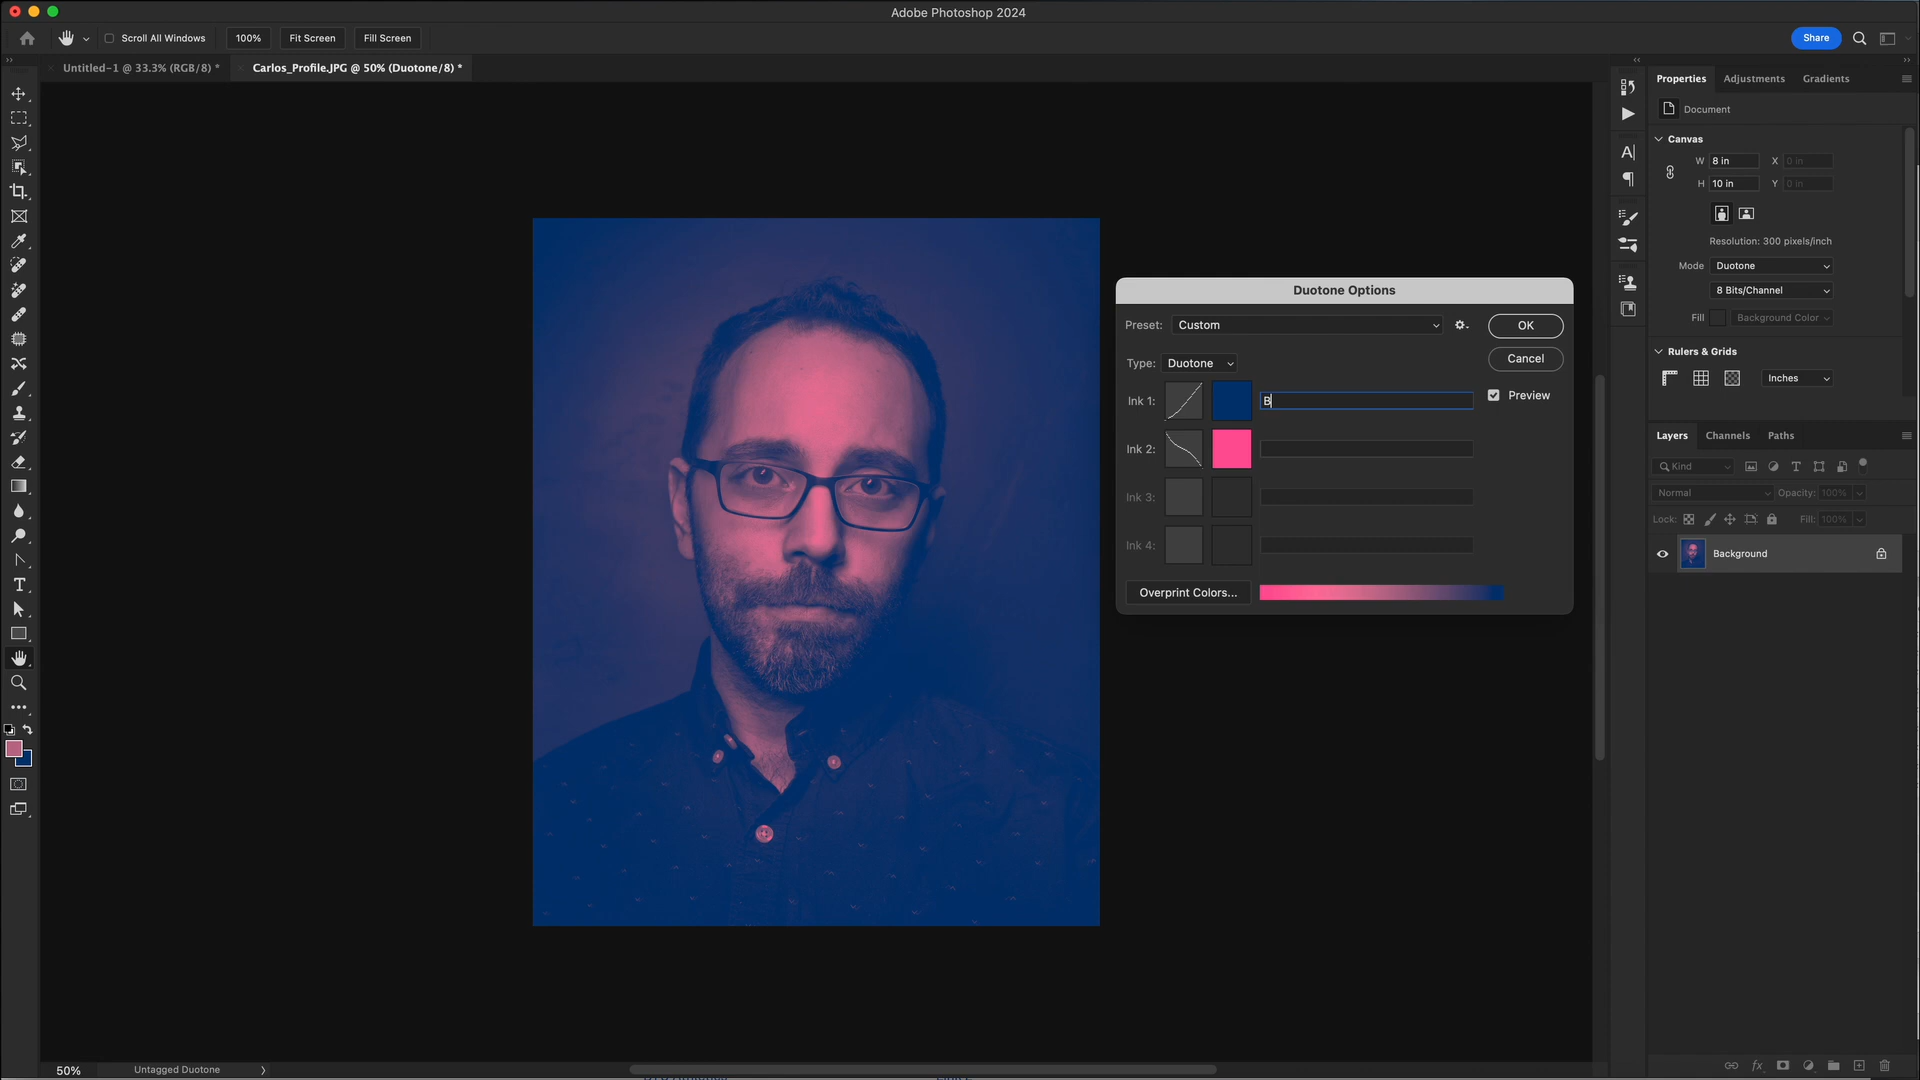 Adobe Photoshop 2024
Scroll All Windows
100%
Fit Screen
Fill Screen
Share
Untitled-1 @ 33.3% (RGB/8) *
Carlos_Profile.JPG @ 50% (Duotone/8) *
Properties
Adjustments
Gradients
Document
Canvas
W 8 in X 0 in
H 10 in Y 0 in
Resolution: 300 pixels/inch
Mode Duotone
8 Bits/Channel
Fill Background Color
Rulers & Grids
Inches
Duotone Options
Preset: Custom
OK
Type: Duotone
Cancel
Ink 1: B
Preview
Ink 2:
Ink 3:
Ink 4:
Overprint Colors...
Layers
Channels
Paths
Kind
Normal
Opacity: 100%
Lock:
Fill: 100%
Background
50%
Untagged Duotone